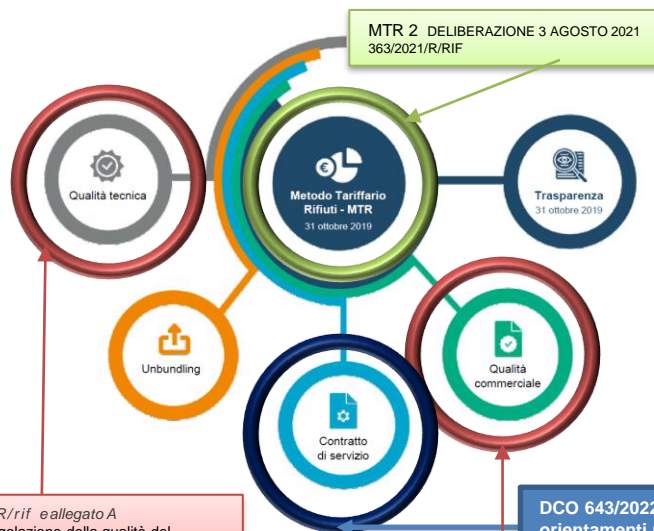 MTR 2 DELIBERAZIONE 3 AGOSTO 2021
363/2021/R/RIF
Qualità tecnica
Metodo Tariffario
Rifiuti - MTR
31 ottobre 2019
Trasparenza
31 ottobre 2019
Unbundling
Qualità
commerciale
Contratto
di servizio
R/rif e allegato A
DCO 643/2022
orientamenti